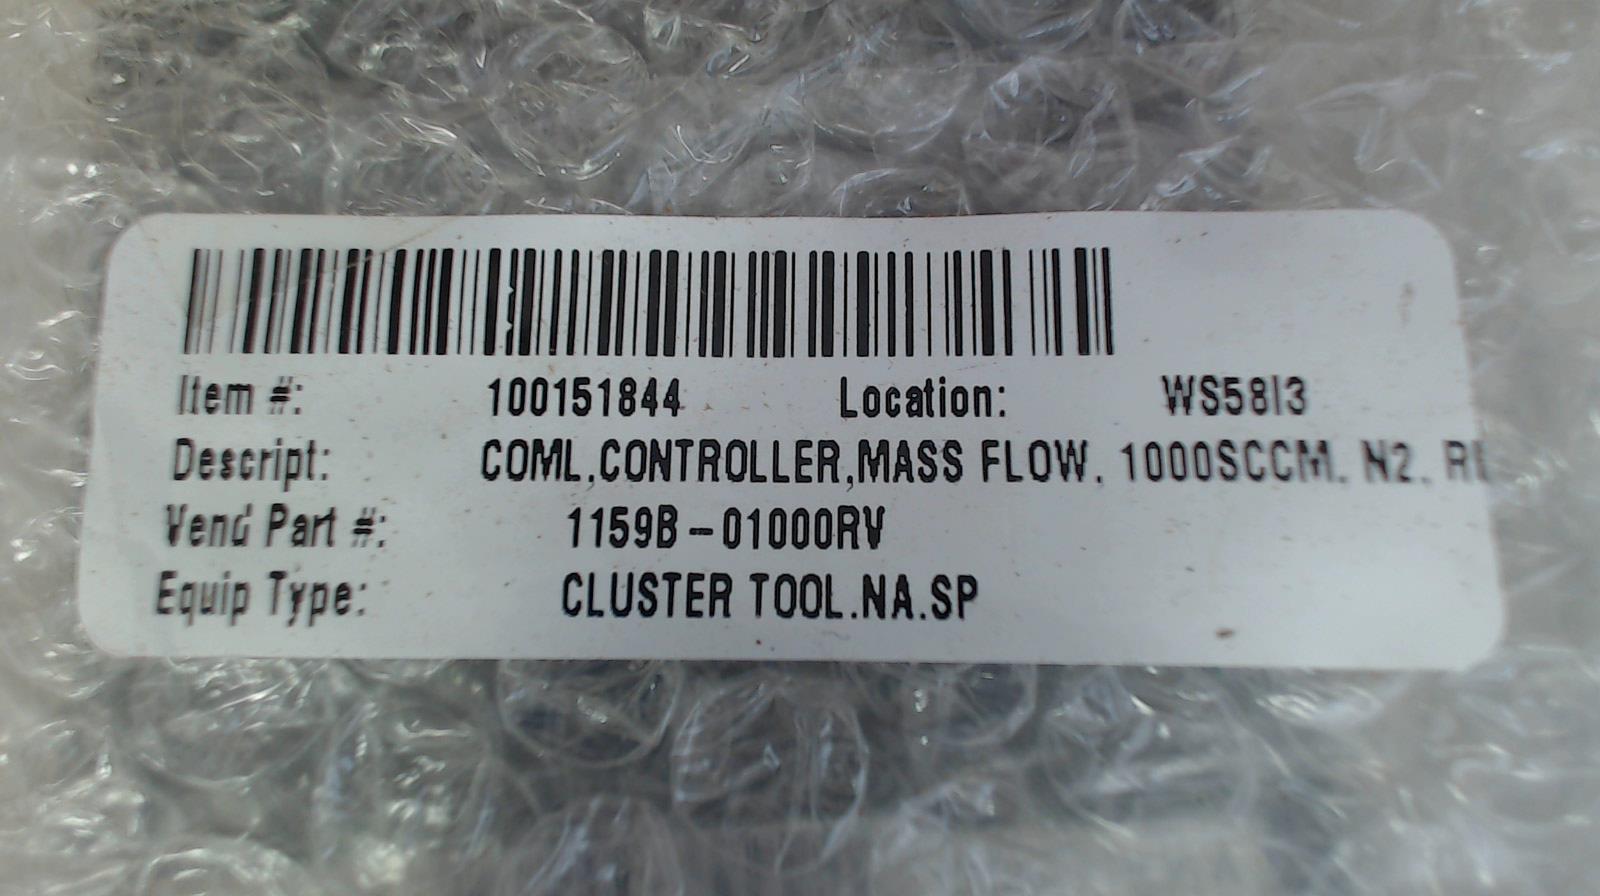 Item #: 100151844 Location: WS58I3
Descript: COML,CONTROLLER,MASS FLOW, 1000SCCM, N2,
Vend Part #: 1159B-01000RV
Equip Type: CLUSTER TOOL.NA.SP